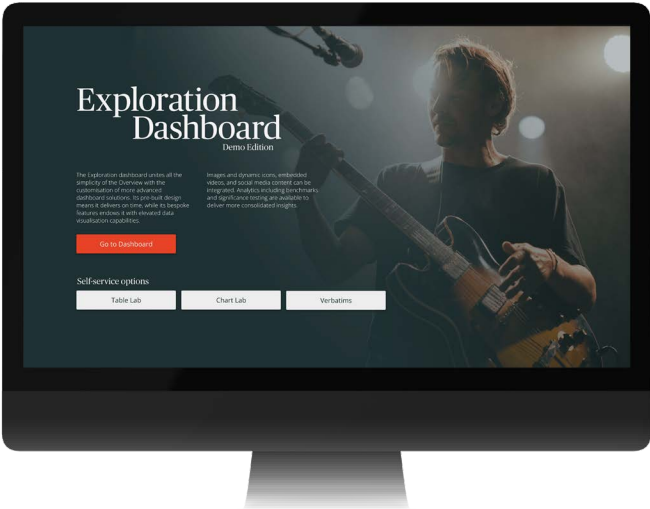 Exploration
Dashboard
Demo Edition
The Exploration dashboard unites all the
simplicity of the Overview with the
customisation of more advanced
dashboard solutions. Its pre-built design
means it delivers on time, while its bespoke
features endows it with elevated data
visualisation capabilities.
Images and dynamic icons, embedded
videos, and social media content can be
integrated. Analytics including benchmarks
and significance testing are available to
deliver more consolidated insights.
Go to Dashboard
Self-service options
Table Lab
Chart Lab
Verbatims